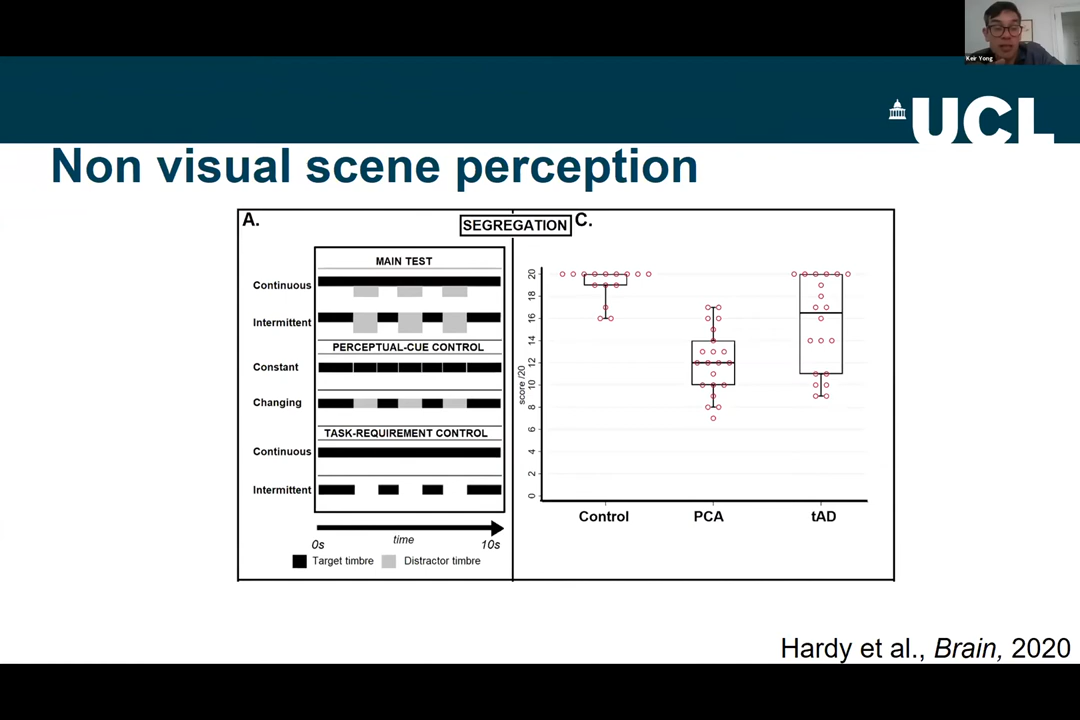 Keir Yong
UCL
Non visual scene perception
A.
SEGREGATION
C.
MAIN TEST
Continuous
Intermittent
PERCEPTUAL-CUE CONTROL
Constant
Changing
TASK-REQUIREMENT CONTROL
Continuous
Intermittent
time
0s
10s
Target timbre
Distractor timbre
score /20
20
18
16
14
12
10
8
6
4
2
0
Control
PCA
tAD
Hardy et al., Brain, 2020